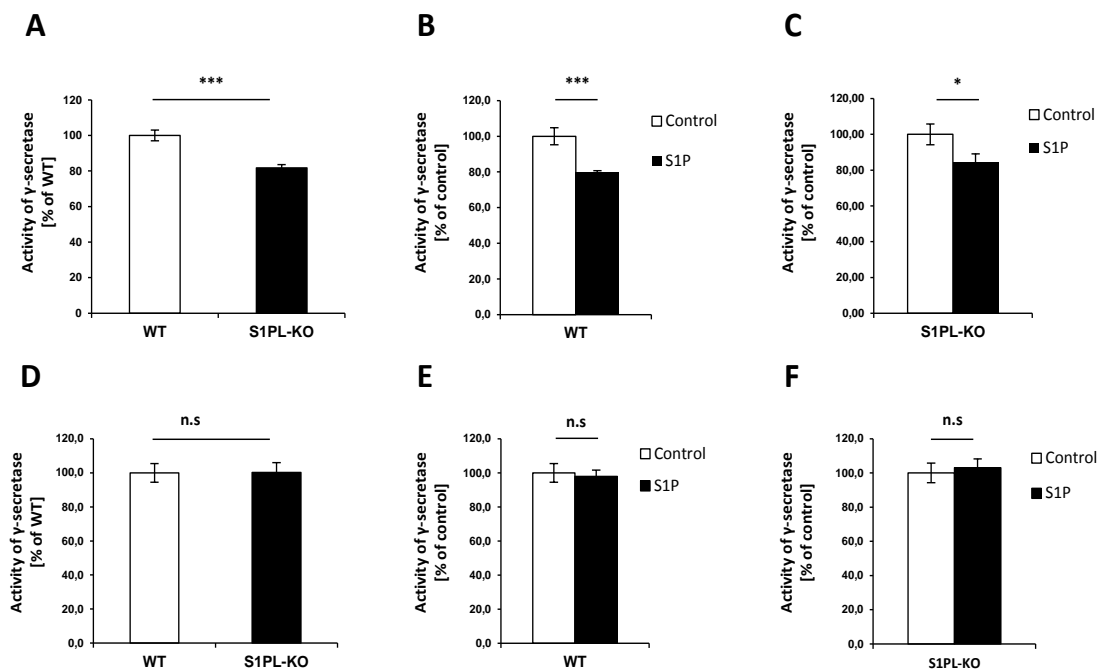 A
***
Activity of γ-secretase
[% of WT]
120
100
80
60
40
20
0
WT
S1PL-KO
B
***
Activity of γ-secretase
[% of control]
120,0
100,0
80,0
60,0
40,0
20,0
0,0
WT
Control
S1P
C
*
Activity of γ-secretase
[% of control]
120,00
100,00
80,00
60,00
40,00
20,00
0,00
S1PL-KO
Control
S1P
D
n.s
Activity of γ-secretase
[% of WT]
120,0
100,0
80,0
60,0
40,0
20,0
0,0
WT
S1PL-KO
E
n.s
Activity of γ-secretase
[% of control]
120,0
100,0
80,0
60,0
40,0
20,0
0,0
WT
Control
S1P
F
n.s
Activity of γ-secretase
[% of control]
120,0
100,0
80,0
60,0
40,0
20,0
0,0
S1PL-KO
Control
S1P